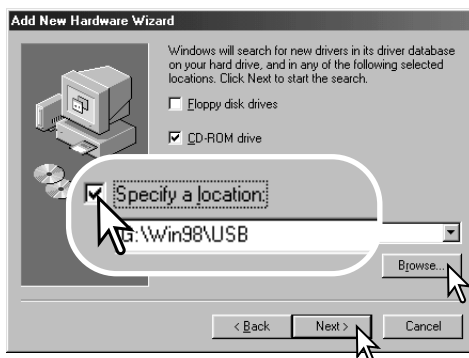 Add New Hardware Wizard
Windows will search for new drivers in its driver database
on your hard drive, and in any of the following selected
locations. Click Next to start the search.
Floppy disk drives
CD-ROM drive
Specify a location:
G:\Win98\USB
Browse...
< Back
Next >
Cancel